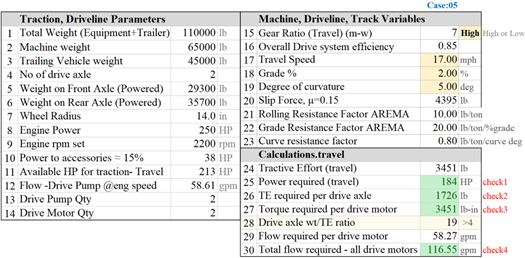 Case:05
Traction, Driveline Parameters
1 Total Weight (Equipment+Trailer) 110000 lb
2 Machine weight 65000 lb
3 Trailing Vehicle weight 45000 lb
4 No of drive axle 2
5 Weight on Front Axle (Powered) 29300 lb
6 Weight on Rear Axle (Powered) 35700 lb
7 Wheel Radius 14.0 in
8 Engine Power 250 HP
9 Engine rpm set 2200 rpm
10 Power to accessories ≈ 15% 38 HP
11 Available HP for traction- Travel 213 HP
12 Flow -Drive Pump @eng speed 58.61 gpm
13 Drive Pump Qty 2
14 Drive Motor Qty 2
Machine, Driveline, Track Variables
15 Gear Ratio (Travel) (m-w) 7 High High or Low
16 Overall Drive system efficiency 0.85
17 Travel Speed 17.00 mph
18 Grade % 2.00 %
19 Degree of curvature 5.00 deg
20 Slip Force, μ=0.15 4395 lb
21 Rolling Resistance Factor AREMA 10.00 lb/ton
22 Grade Resistance Factor AREMA 20.00 lb/ton/%grade
23 Curve resistance factor 0.80 lb/ton/curve deg
Calculations.travel
24 Tractive Effort (travel) 3451 lb
25 Power required (travel) 184 HP check1
26 TE required per drive axle 1726 lb check2
27 Torque required per drive motor 3451 lb-in check3
28 Drive axle wt/TE ratio 19 >4
29 Flow required per drive motor 58.27 gpm
30 Total flow required - all drive motors 116.55 gpm check4